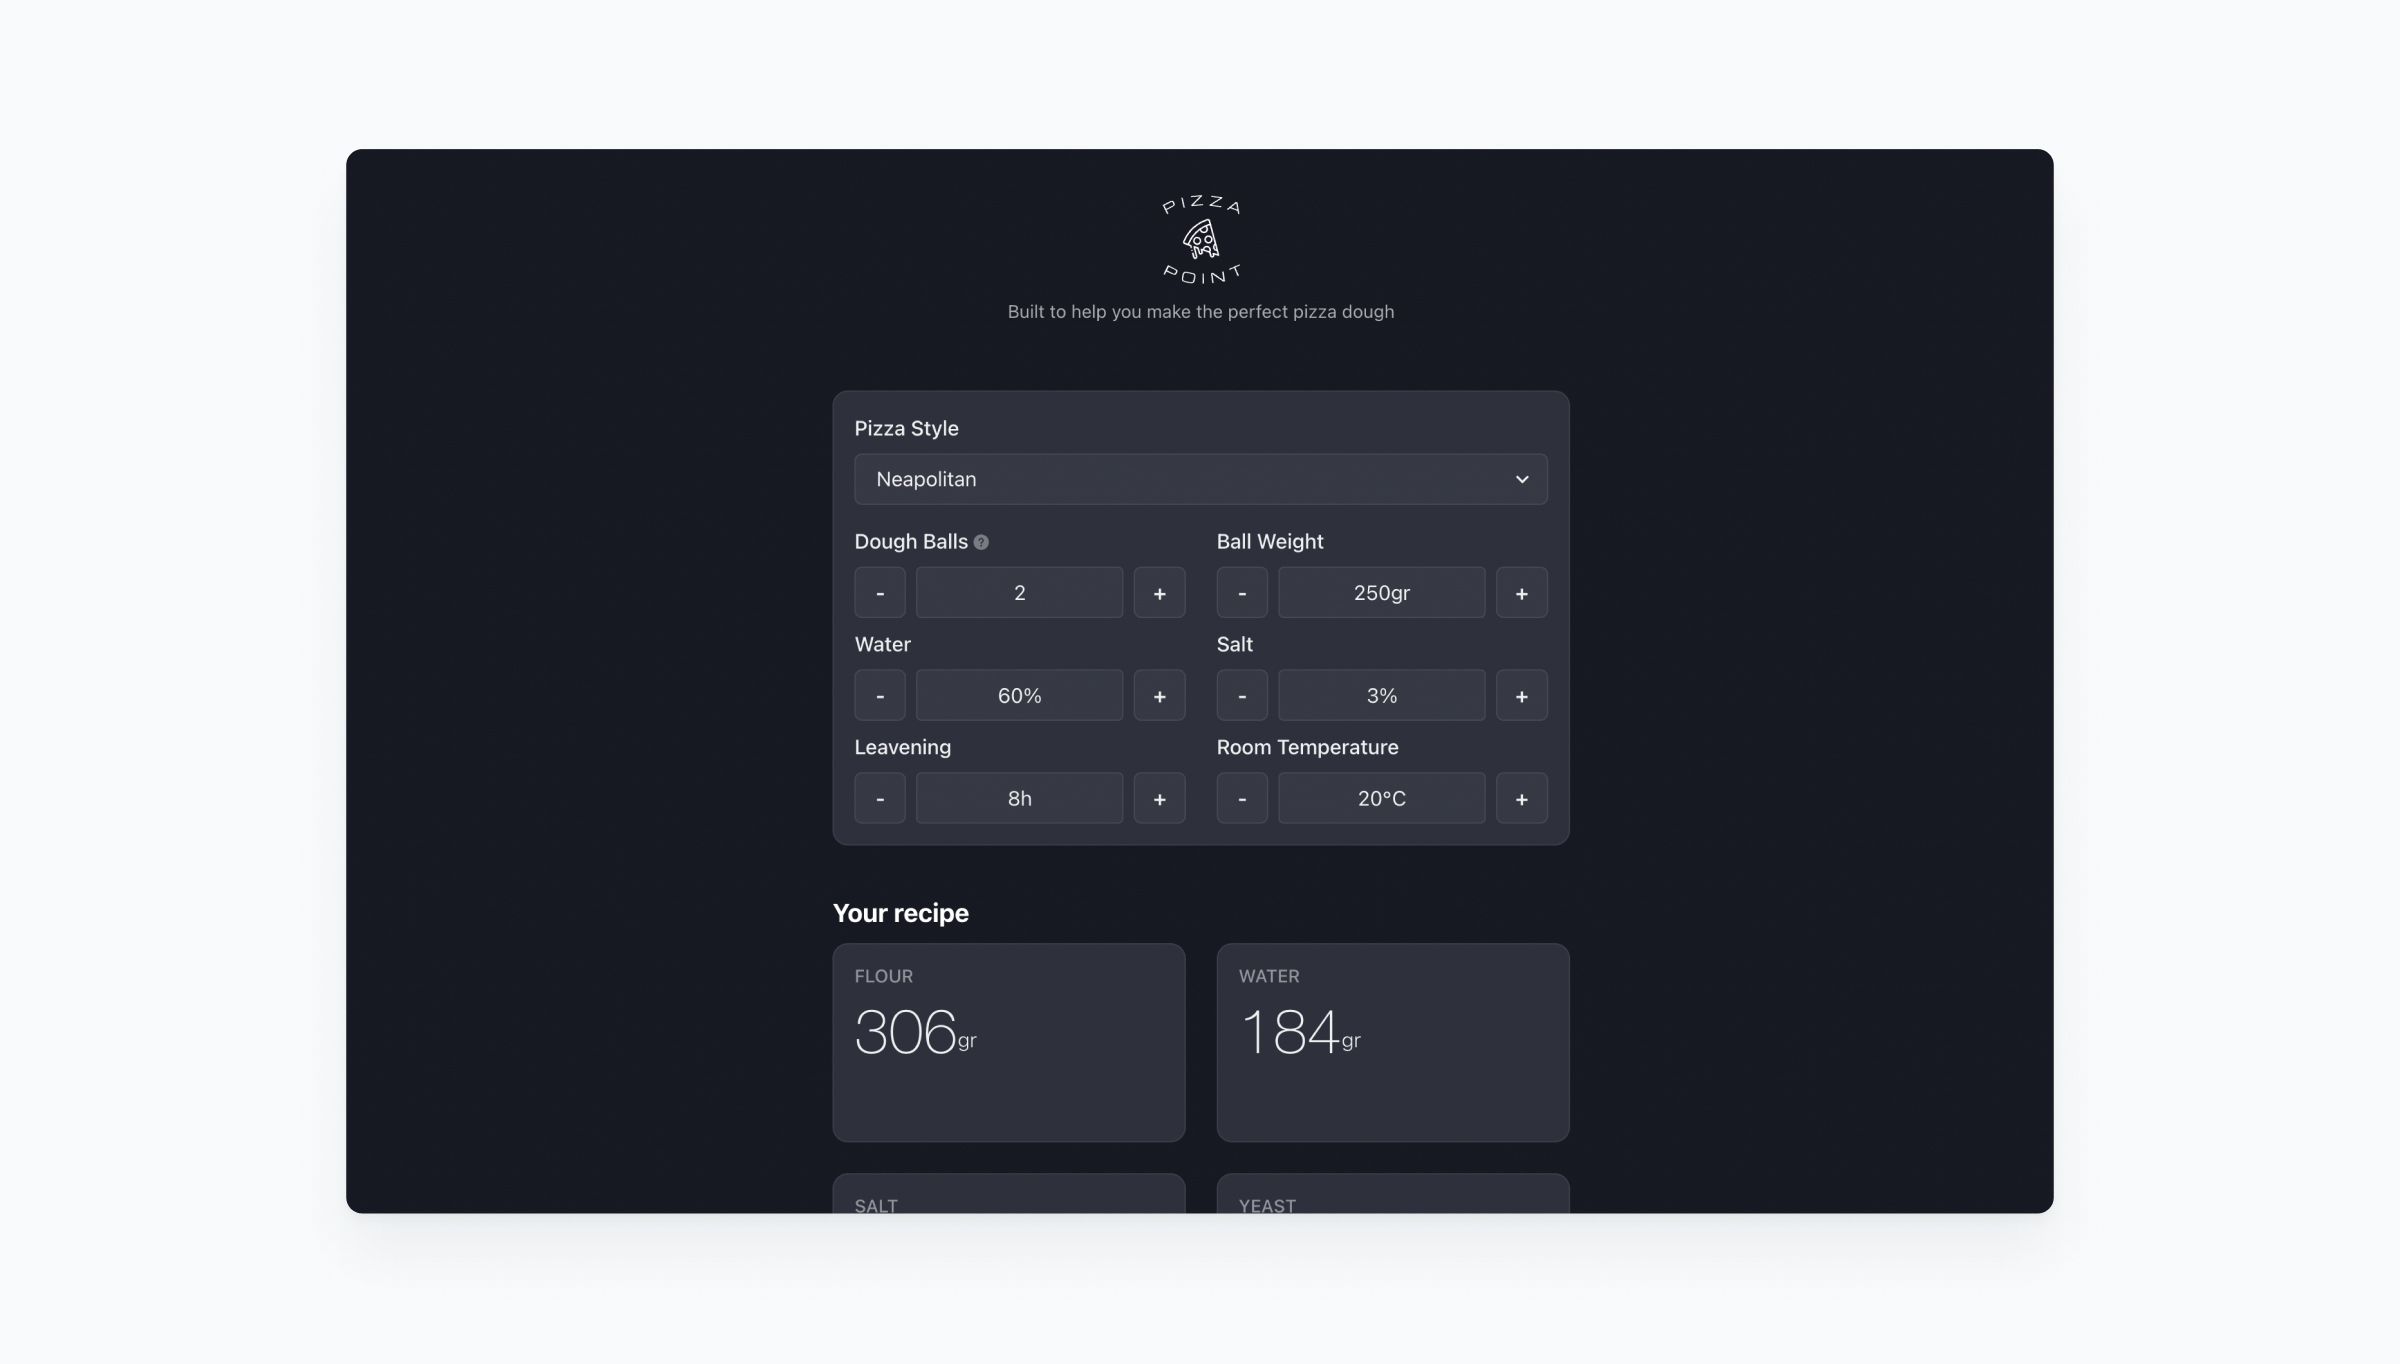 PIZZA
POINT
Built to help you make the perfect pizza dough
Pizza Style
Neapolitan
Dough Balls ?
Ball Weight
- 2 +
- 250gr +
Water
Salt
- 60% +
- 3% +
Leavening
Room Temperature
- 8h +
- 20°C +
Your recipe
FLOUR
306gr
WATER
184gr
SALT
YEAST